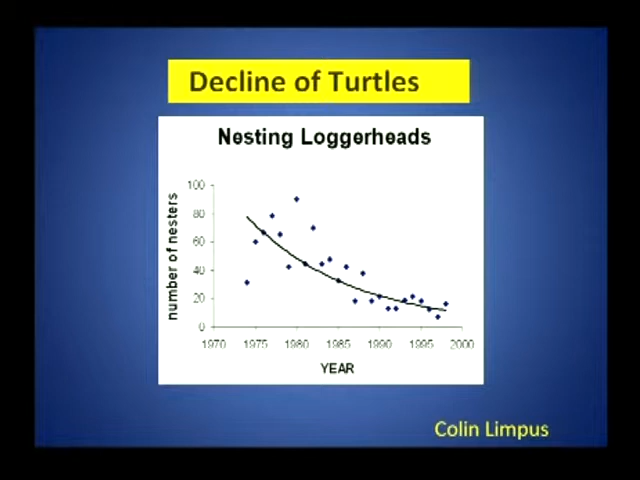 Decline of Turtles
Nesting Loggerheads
number of nesters
100
80
60
40
20
0
1970 1975 1980 1985 1990 1995 2000
YEAR
Colin Limpus